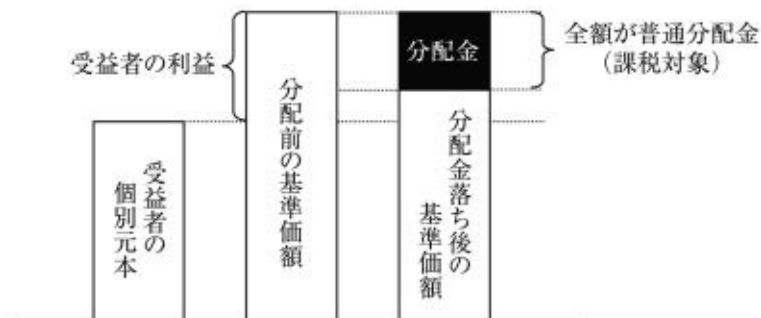 受益者の利益
受益者の
個別元本
分配前の基準価額
分配金
分配金落ち後の
基準価額
全額が普通分配金
（課税対象）